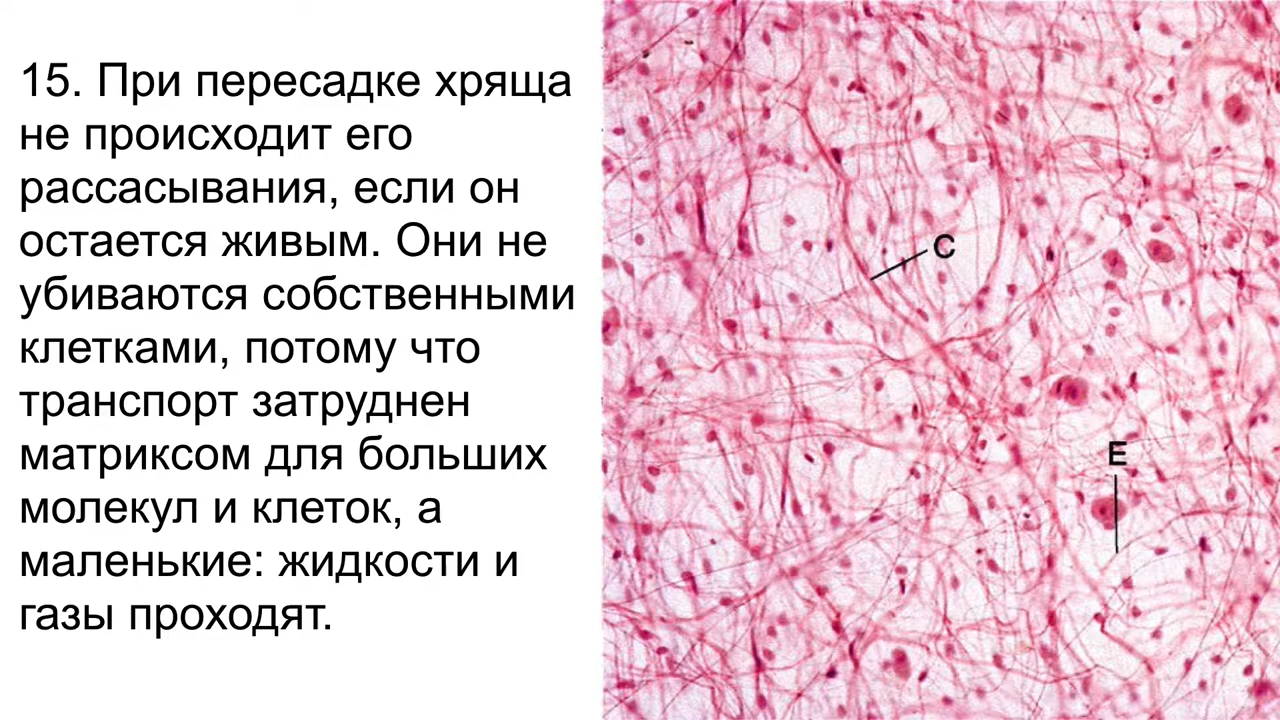 15. При пересадке хряща
не происходит его
рассасывания, если он
остается живым. Они не
убиваются собственными
клетками, потому что
транспорт затруднен
матриксом для больших
молекул и клеток, а
маленькие: жидкости и
газы проходят.
C
E